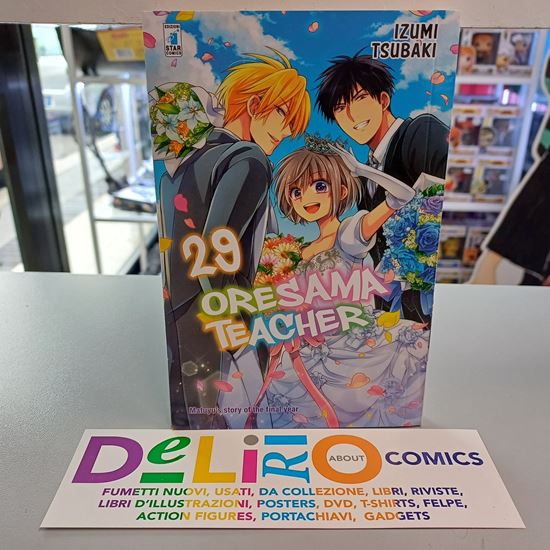 EDIZIONI
STAR
COMICS
IZUMI
TSUBAKI
29
ORESAMA
TEACHER
Mafuyu's story of the final year
DeLiRiO ABOUT COMICS
FUMETTI NUOVI, USATI, DA COLLEZIONE, LIBRI, RIVISTE,
LIBRI D'ILLUSTRAZIONI, POSTERS, DVD, T-SHIRTS, FELPE,
ACTION FIGURES, PORTACHIAVI, GADGETS